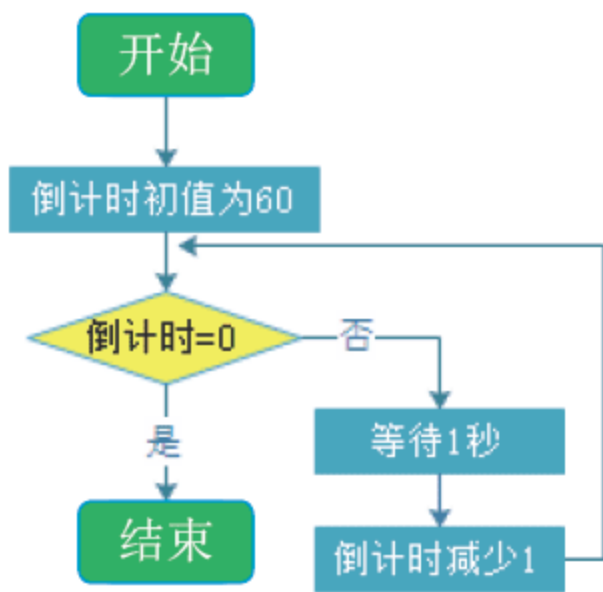 开始
倒计时初值为60
倒计时=0
否
等待1秒
是
结束
倒计时减少1